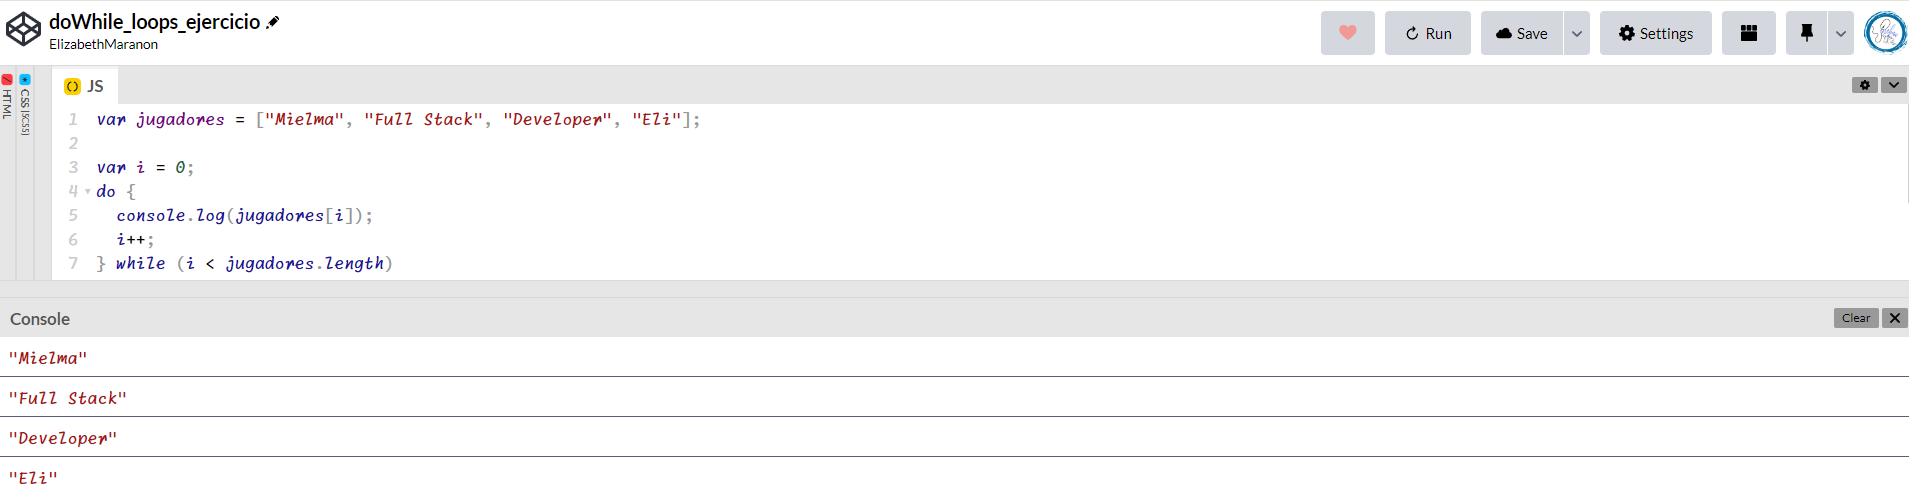 doWhile_loops_ejercicio
ElizabethMaranon
Run
Save
Settings
HTML
CSS (SCSS)
JS
1 var jugadores = ["Mielma", "Full Stack", "Developer", "Eli"];
2
3 var i = 0;
4 do {
5 console.log(jugadores[i]);
6 i++;
7 } while (i < jugadores.length)
Console
Clear
"Mielma"
"Full Stack"
"Developer"
"Eli"